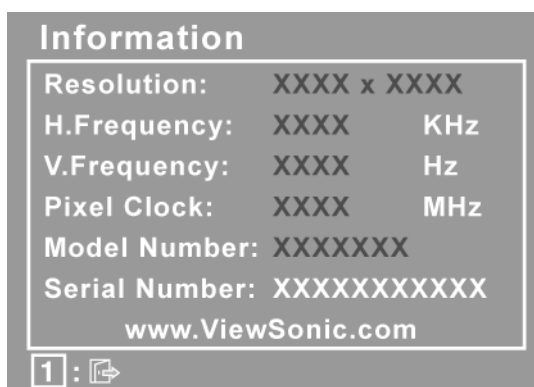 Information
Resolution: XXXX x XXXX
H.Frequency: XXXX KHz
V.Frequency: XXXX Hz
Pixel Clock: XXXX MHz
Model Number: XXXXXXX
Serial Number: XXXXXXXXXXX
www.ViewSonic.com
1 :